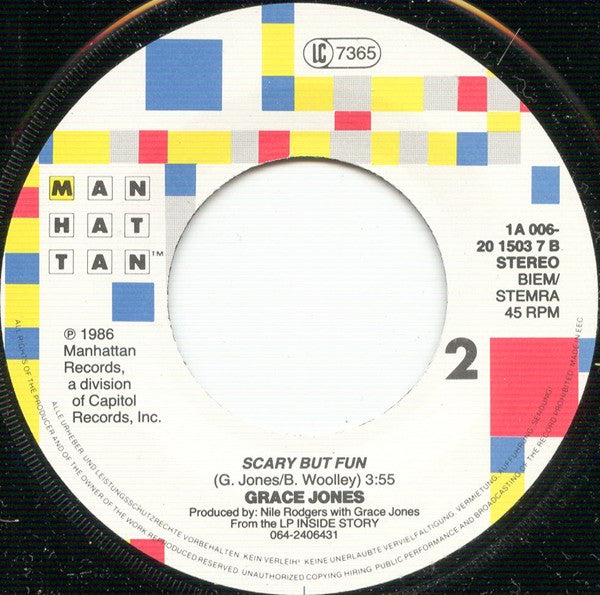 LC 7365
MAN
HAT
TAN™
1A 006-
20 1503 7 B
STEREO
BIEM/
STEMRA
45 RPM
℗ 1986
Manhattan
Records,
a division
of Capitol
Records, Inc.
2
SCARY BUT FUN
(G. Jones/B. Woolley) 3:55
GRACE JONES
Produced by: Nile Rodgers with Grace Jones
From the LP INSIDE STORY
064-2406431
ALLE URHEBER- UND LEISTUNGSSCHUTZRECHTE VORBEHALTEN. KEIN VERLEIH! KEINE UNERLAUBTE VERVIELFÄLTIGUNG, VERMIETUNG, AUFFÜHRUNG, SENDUNG!
ALL RIGHTS OF THE PRODUCER AND OF THE OWNER OF THE WORK REPRODUCED RESERVED. UNAUTHORIZED COPYING HIRING, PUBLIC PERFORMANCE AND BROADCASTING OF THE RECORD PROHIBITED. MADE IN EEC